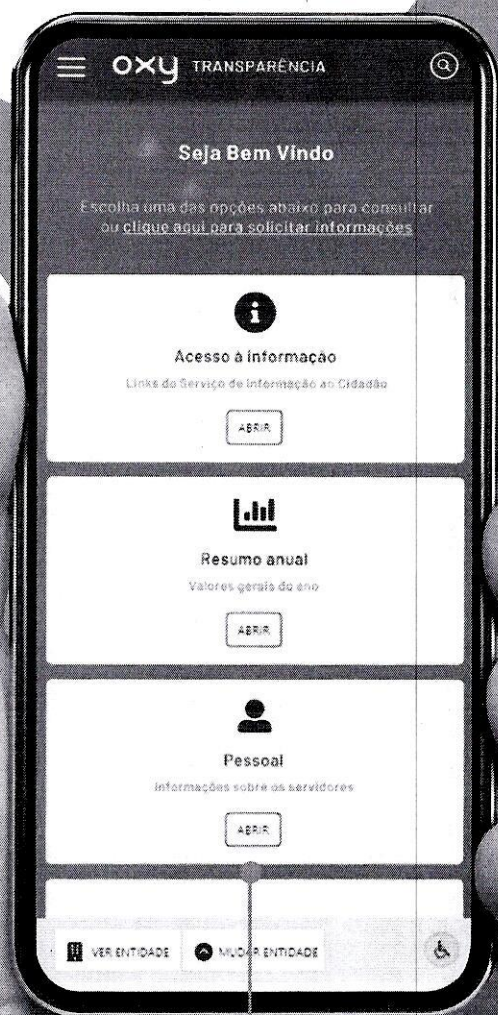 oxy TRANSPARÊNCIA
Seja Bem Vindo
Escolha uma das opções abaixo para consultar
ou clique aqui para solicitar informações
Acesso à informação
Links do Serviço de Informação ao Cidadão
ABRIR
Resumo anual
Valores gerais do ano
ABRIR
Pessoal
Informações sobre os servidores
ABRIR
VER ENTIDADE
MUDAR ENTIDADE